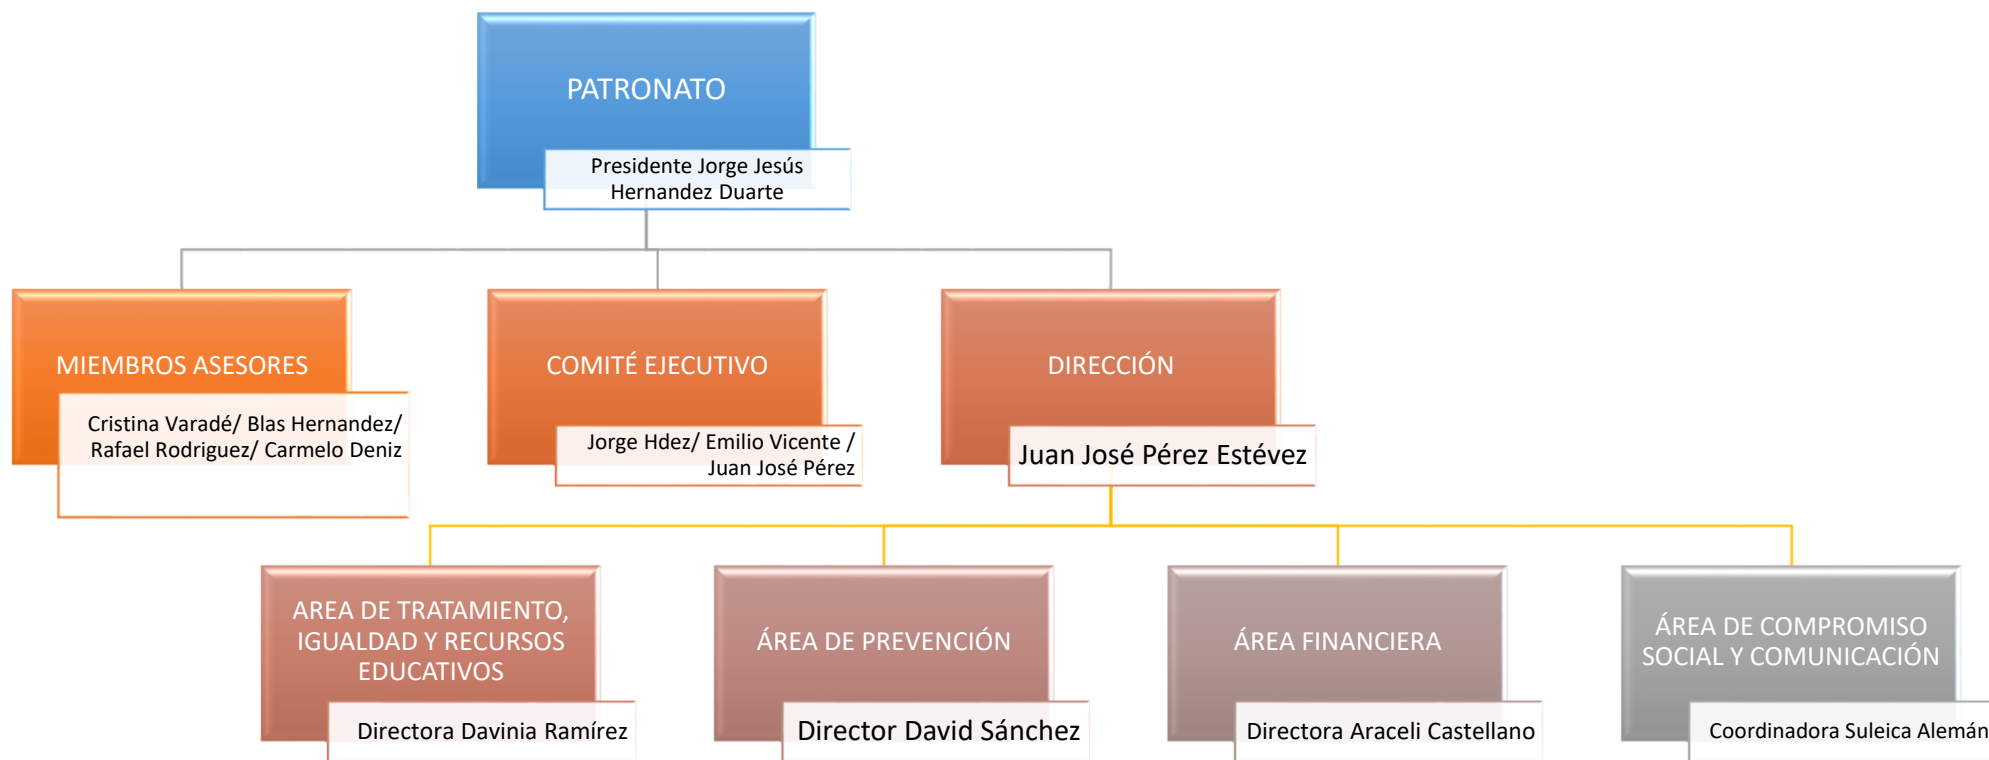 PATRONATO
Presidente Jorge Jesús
Hernandez Duarte
MIEMBROS ASESORES
Cristina Varadé/ Blas Hernandez/
Rafael Rodriguez/ Carmelo Deniz
COMITÉ EJECUTIVO
Jorge Hdez/ Emilio Vicente /
Juan José Pérez
DIRECCIÓN
Juan José Pérez Estévez
AREA DE TRATAMIENTO,
IGUALDAD Y RECURSOS
EDUCATIVOS
Directora Davinia Ramírez
ÁREA DE PREVENCIÓN
Director David Sánchez
ÁREA FINANCIERA
Directora Araceli Castellano
ÁREA DE COMPROMISO
SOCIAL Y COMUNICACIÓN
Coordinadora Suleica Alemán